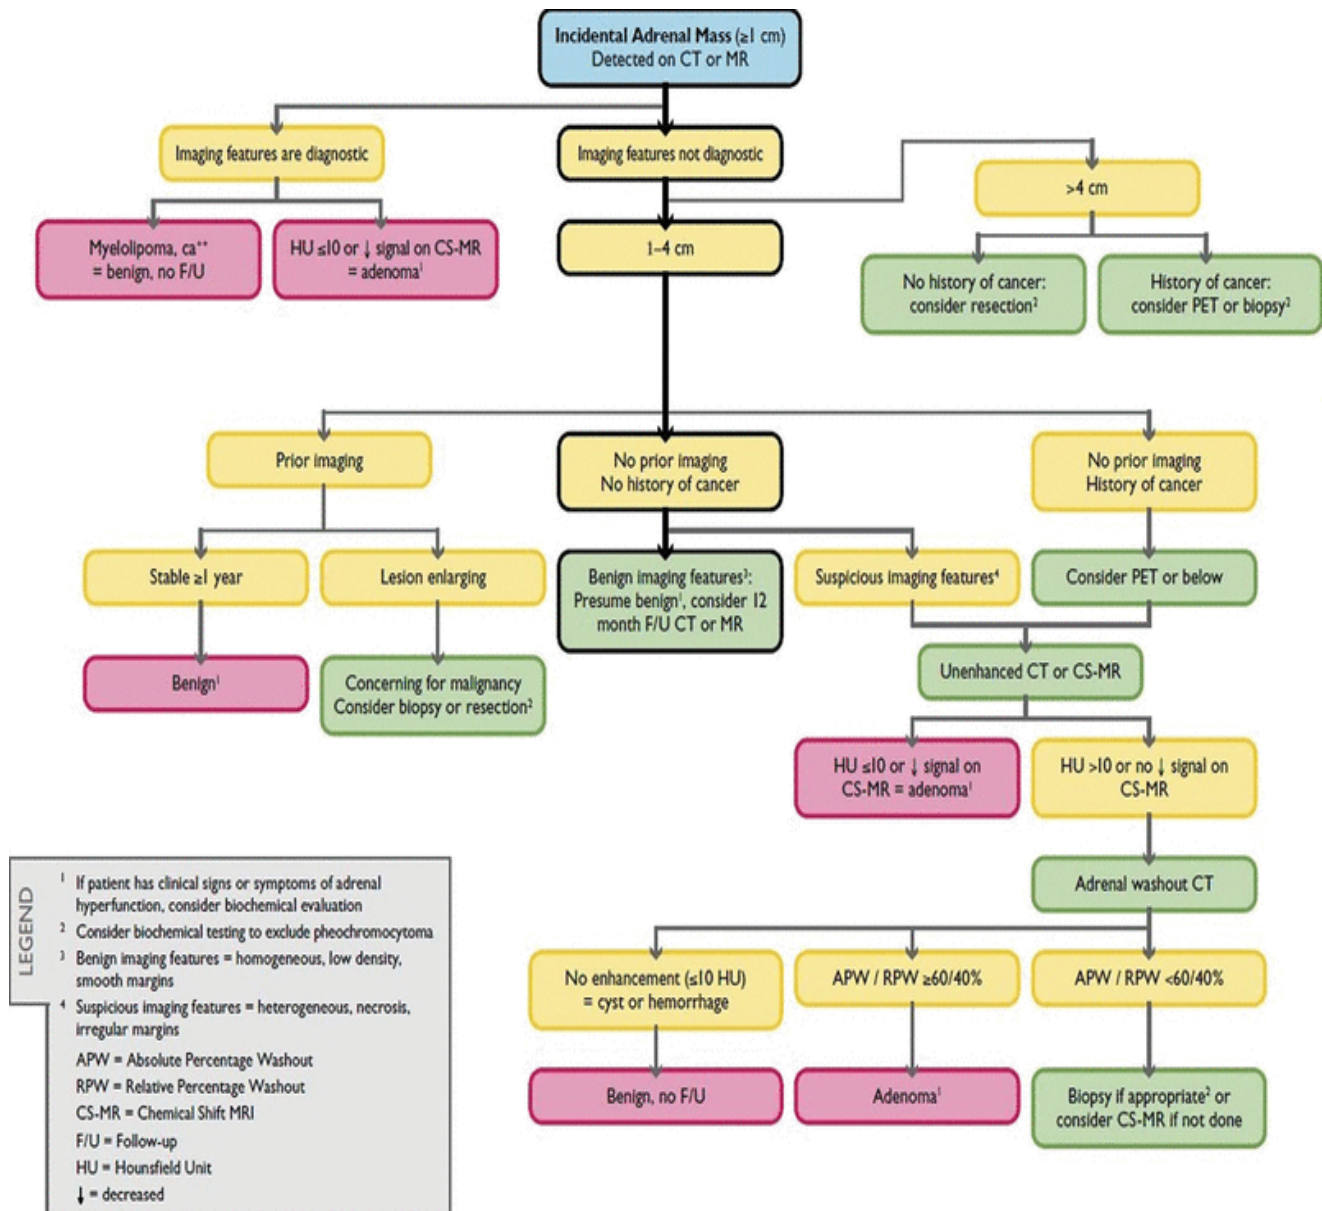 Incidental Adrenal Mass (≥1 cm)
Detected on CT or MR
Imaging features are diagnostic
Imaging features not diagnostic
>4 cm
Myelolipoma, ca⁺⁺
= benign, no F/U
HU ≤10 or ↓ signal on CS-MR
= adenoma¹
1–4 cm
No history of cancer:
consider resection²
History of cancer:
consider PET or biopsy²
Prior imaging
No prior imaging
No history of cancer
No prior imaging
History of cancer
Stable ≥1 year
Lesion enlarging
Benign imaging features³:
Presume benign¹, consider 12
month F/U CT or MR
Suspicious imaging features⁴
Consider PET or below
Benign¹
Concerning for malignancy
Consider biopsy or resection²
Unenhanced CT or CS-MR
HU ≤10 or ↓ signal on
CS-MR = adenoma¹
HU >10 or no ↓ signal on
CS-MR
Adrenal washout CT
No enhancement (≤10 HU)
= cyst or hemorrhage
APW / RPW ≥60/40%
APW / RPW <60/40%
Benign, no F/U
Adenoma¹
Biopsy if appropriate² or
consider CS-MR if not done
LEGEND
¹ If patient has clinical signs or symptoms of adrenal
hyperfunction, consider biochemical evaluation
² Consider biochemical testing to exclude pheochromocytoma
³ Benign imaging features = homogeneous, low density,
smooth margins
⁴ Suspicious imaging features = heterogeneous, necrosis,
irregular margins
APW = Absolute Percentage Washout
RPW = Relative Percentage Washout
CS-MR = Chemical Shift MRI
F/U = Follow-up
HU = Hounsfield Unit
↓ = decreased